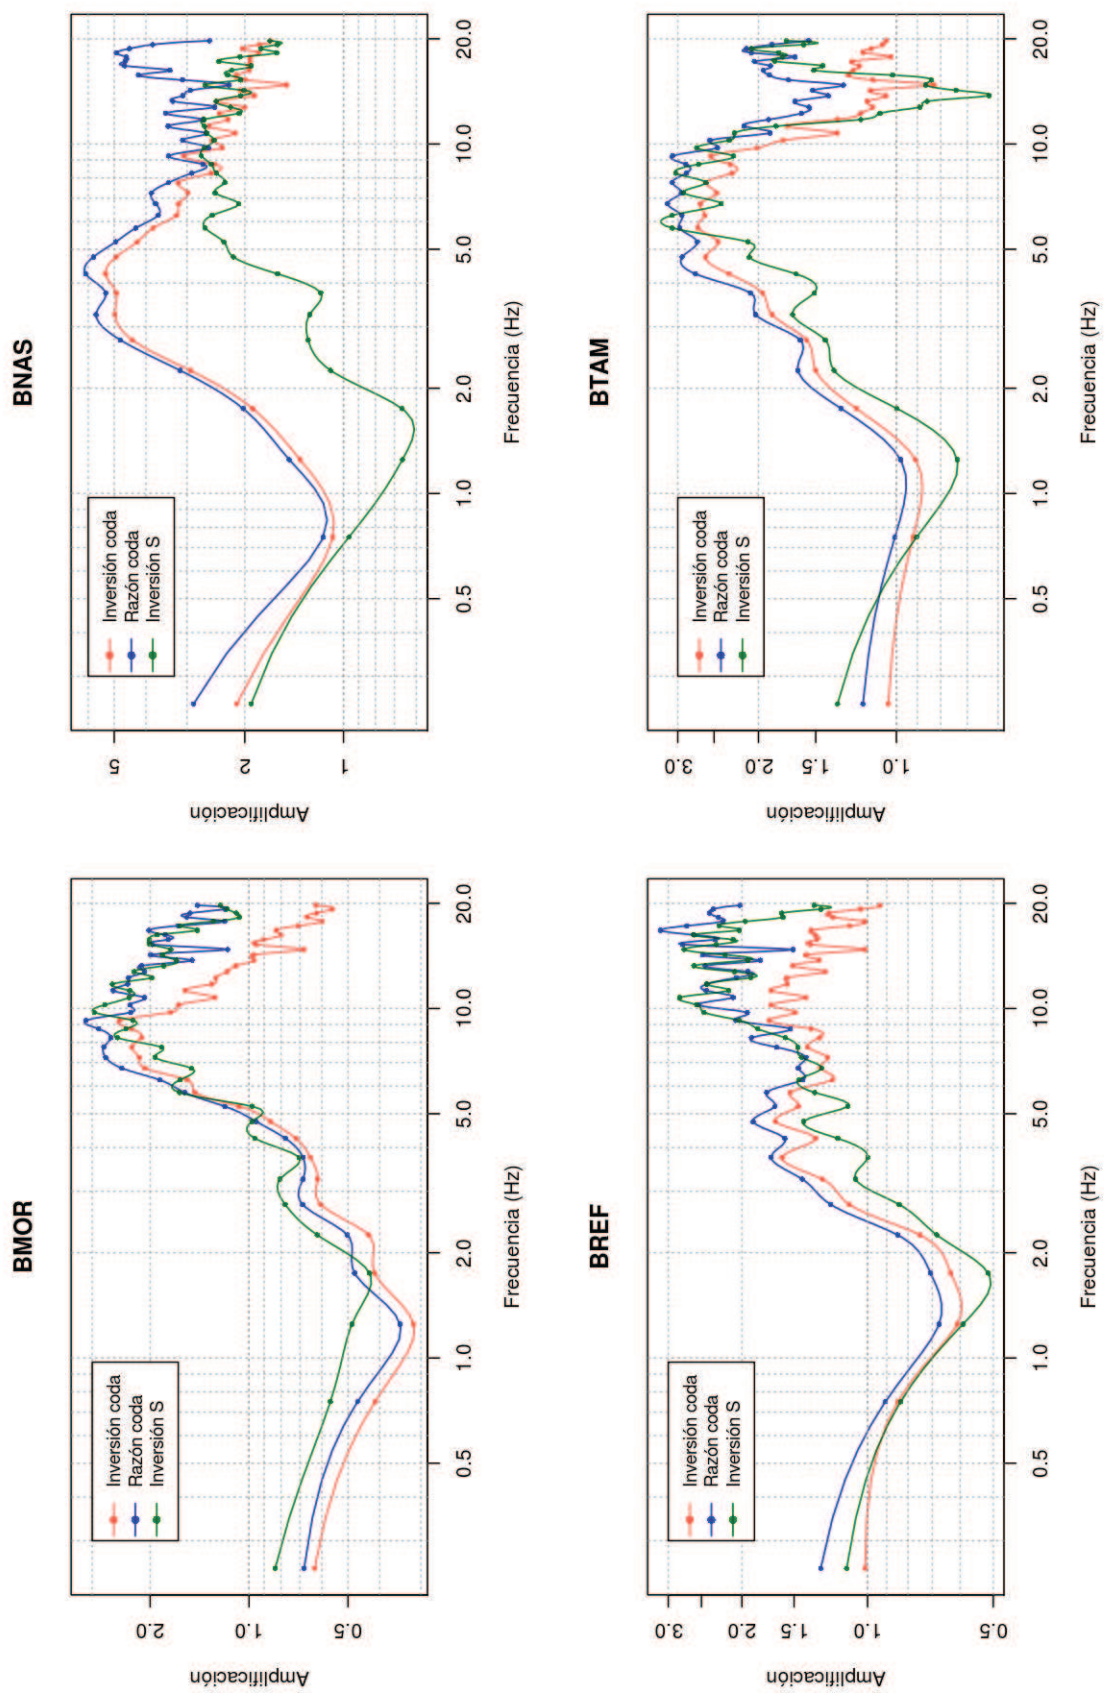 BMOR
Inversión coda
Razón coda
Inversión S
Amplificación
2.0
1.0
0.5
0.5
1.0
2.0
5.0
10.0
20.0
Frecuencia (Hz)
BNAS
Inversión coda
Razón coda
Inversión S
Amplificación
5
2
1
0.5
1.0
2.0
5.0
10.0
20.0
Frecuencia (Hz)
BREF
Inversión coda
Razón coda
Inversión S
Amplificación
3.0
2.0
1.5
1.0
0.5
0.5
1.0
2.0
5.0
10.0
20.0
Frecuencia (Hz)
BTAM
Inversión coda
Razón coda
Inversión S
Amplificación
3.0
2.0
1.5
1.0
0.5
1.0
2.0
5.0
10.0
20.0
Frecuencia (Hz)